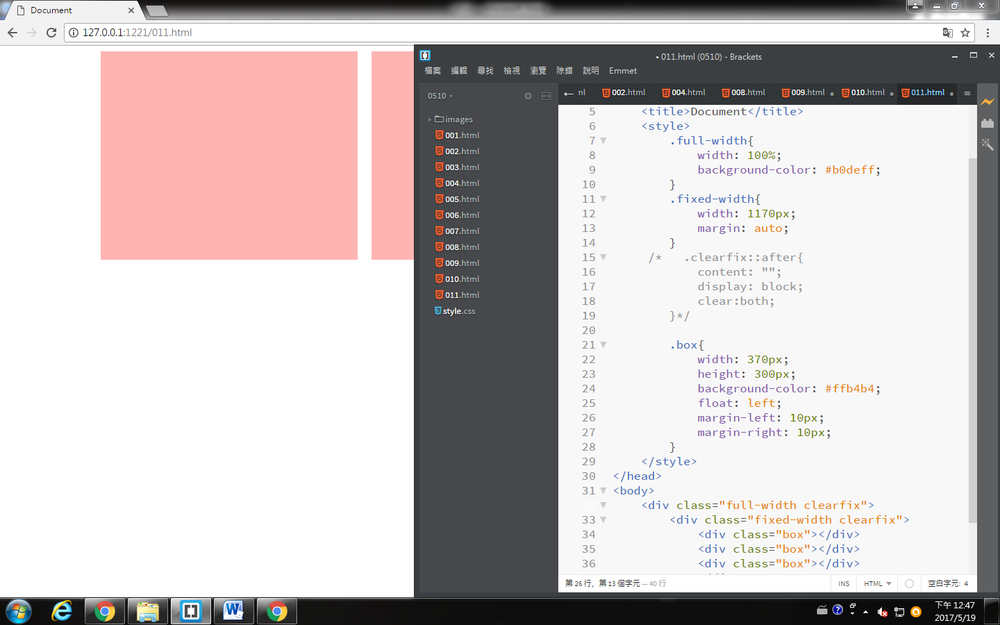 Document
127.0.0.1:1221/011.html
• 011.html (0510) - Brackets
檔案 編輯 尋找 檢視 瀏覽 除錯 說明 Emmet
0510
images
001.html
002.html
003.html
004.html
005.html
006.html
007.html
008.html
009.html
010.html
011.html
style.css
nl 002.html 004.html 008.html 009.html • 010.html • 011.html •
5 <title>Document</title>
6 <style>
7 .full-width{
8 width: 100%;
9 background-color: #b0deff;
10 }
11 .fixed-width{
12 width: 1170px;
13 margin: auto;
14 }
15 /* .clearfix::after{
16 content: "";
17 display: block;
18 clear:both;
19 }*/
20
21 .box{
22 width: 370px;
23 height: 300px;
24 background-color: #ffb4b4;
25 float: left;
26 margin-left: 10px;
27 margin-right: 10px;
28 }
29 </style>
30 </head>
31 <body>
32 <div class="full-width clearfix">
33 <div class="fixed-width clearfix">
34 <div class="box"></div>
35 <div class="box"></div>
36 <div class="box"></div>
第 26 行，第 13 個字元 — 40 行 INS HTML 空白字元: 4
下午 12:47
2017/5/19